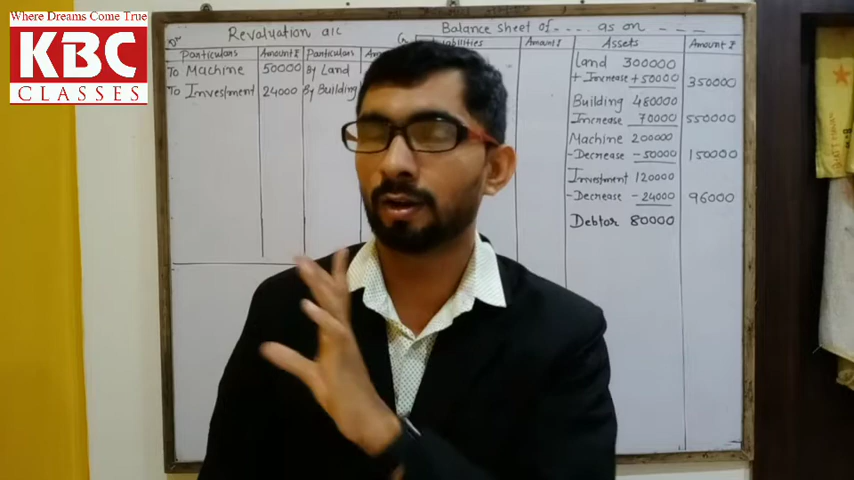 Where Dreams Come True
KBC
CLASSES
Revaluation a/c
Dr
Particulars Amount ₹ Particulars
To Machine 50000 By Land
To Investment 24000 By Building
Balance sheet of - - - - as on - - - -
Amount ₹ Assets Amount ₹
Land 300000
+ Increase +50000 350000
Building 480000
Increase 70000 550000
Machine 200000
-Decrease -50000 150000
Investment 120000
-Decrease -24000 96000
Debtor 80000